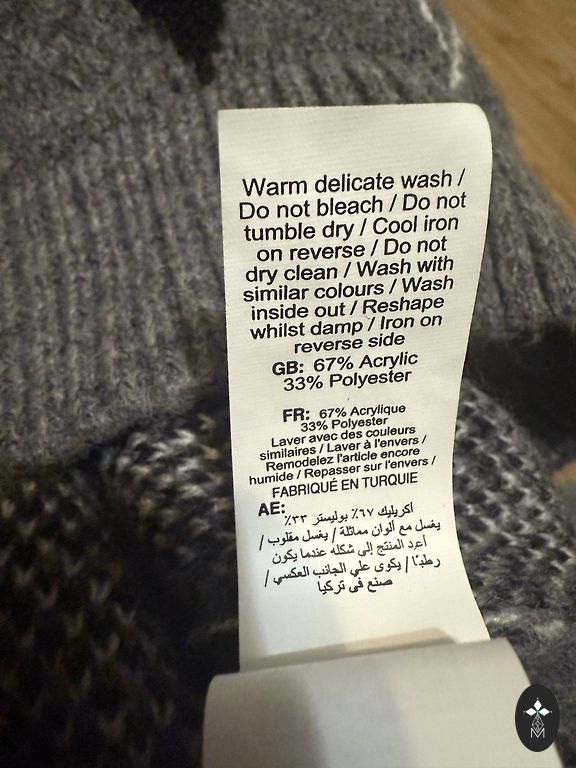 Warm delicate wash /
Do not bleach / Do not
tumble dry / Cool iron
on reverse / Do not
dry clean / Wash with
similar colours / Wash
inside out / Reshape
whilst damp / Iron on
reverse side
GB: 67% Acrylic
33% Polyester
FR: 67% Acrylique
33% Polyester
Laver avec des couleurs
similaires / Laver à l'envers /
Remodelez l'article encore
humide / Repasser sur l'envers /
FABRIQUÉ EN TURQUIE
AE: اكريليك ٦٧٪ بوليستر ٣٣٪
يغسل مع ألوان مماثلة / يغسل مقلوب /
أعد المنتج إلى شكله عندما يكون
رطبًا / يكوى علي الجانب العكسي /
صنع في تركيا
M